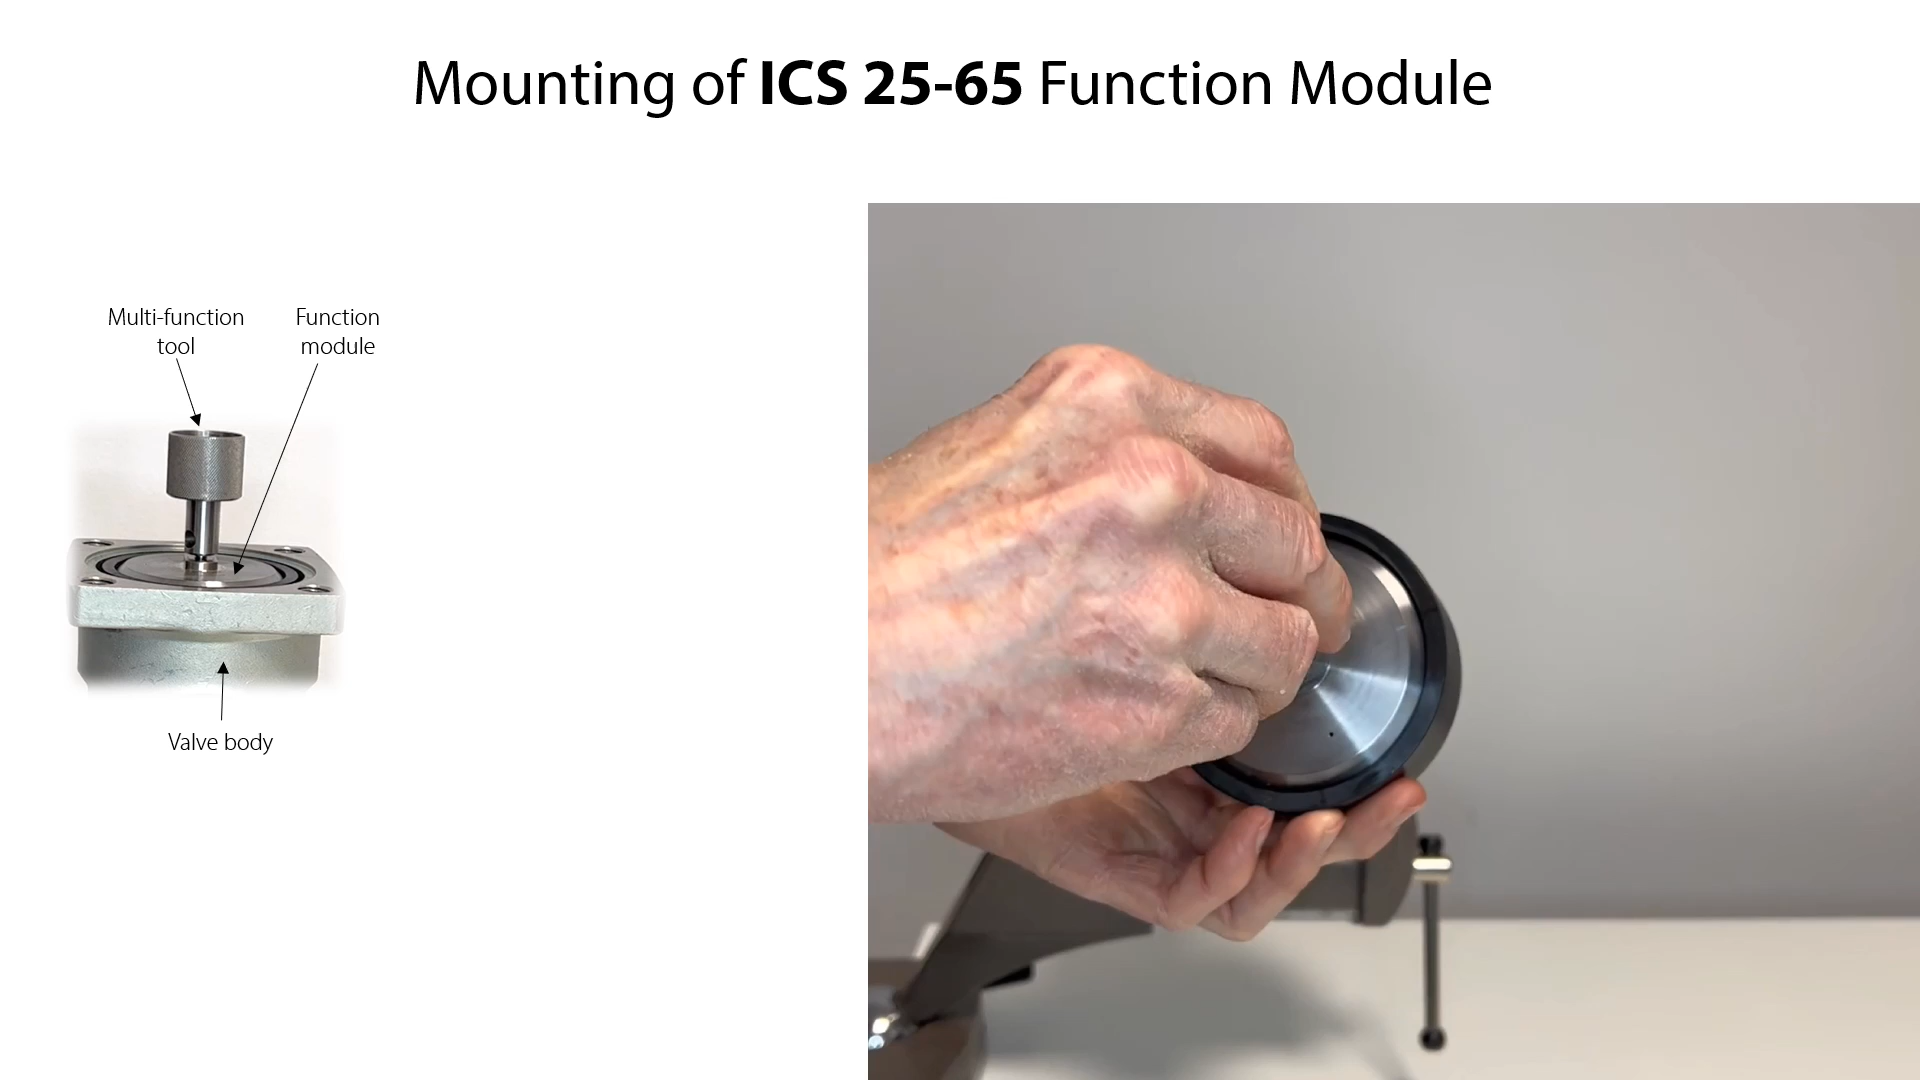 Mounting of ICS 25-65 Function Module
Multi-function
tool
Function
module
Valve body